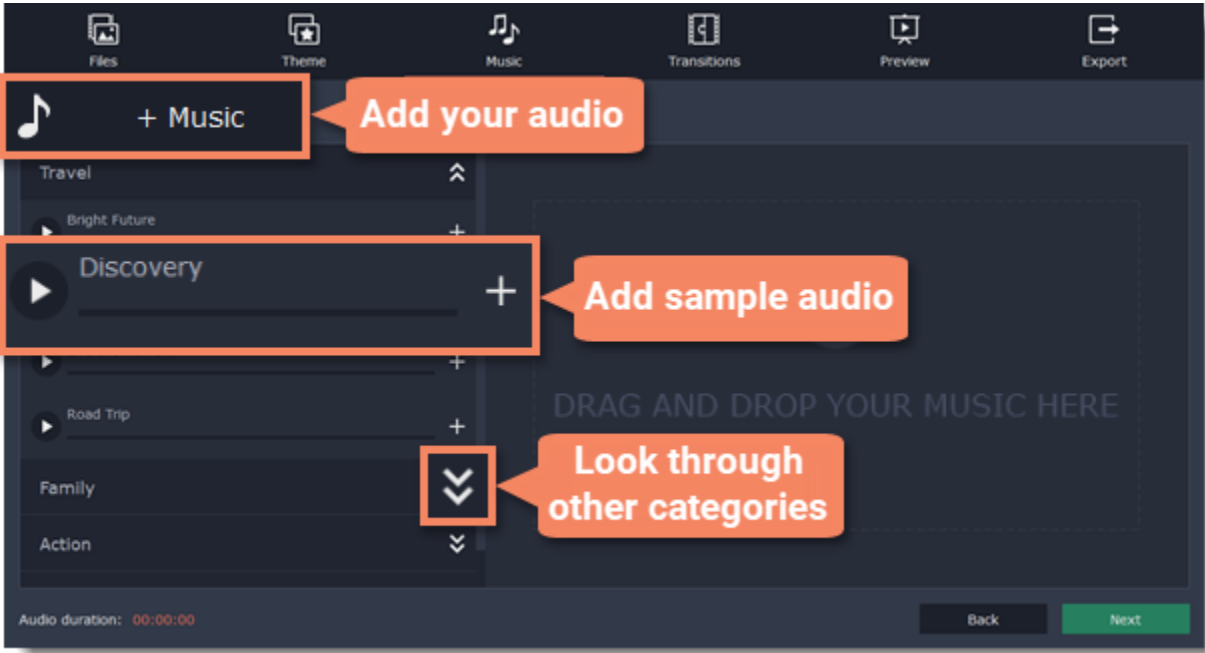 Files
Theme
Music
Transitions
Preview
Export
+ Music
Add your audio
Travel
Bright Future
Discovery
Add sample audio
Road Trip
DRAG AND DROP YOUR MUSIC HERE
Look through
other categories
Family
Action
Audio duration: 00:00:00
Back
Next